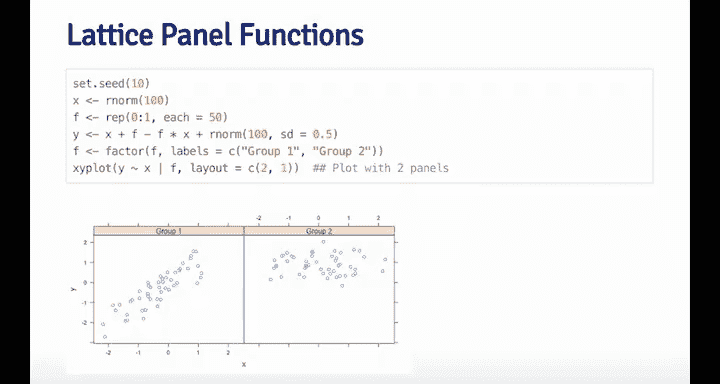 Lattice Panel Functions
set.seed(10)
x <- rnorm(100)
f <- rep(0:1, each = 50)
y <- x + f - f * x + rnorm(100, sd = 0.5)
f <- factor(f, labels = c("Group 1", "Group 2"))
xyplot(y ~ x | f, layout = c(2, 1))  ## Plot with 2 panels
-2 -1 0 1 2
Group 1 Group 2
2
1
0
-1
-2
y
-2 -1 0 1 2
x